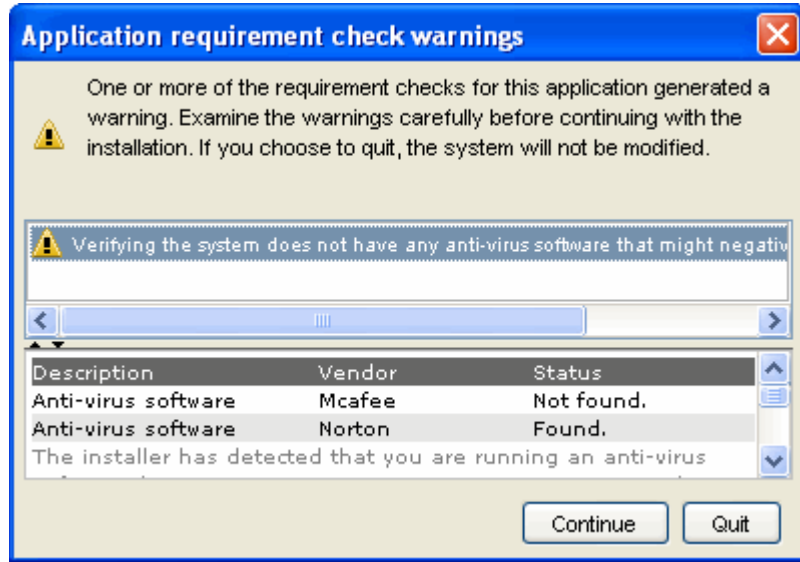 Application requirement check warnings
One or more of the requirement checks for this application generated a
warning. Examine the warnings carefully before continuing with the
installation. If you choose to quit, the system will not be modified.
Verifying the system does not have any anti-virus software that might negativ
Description Vendor Status
Anti-virus software Mcafee Not found.
Anti-virus software Norton Found.
The installer has detected that you are running an anti-virus
Continue Quit